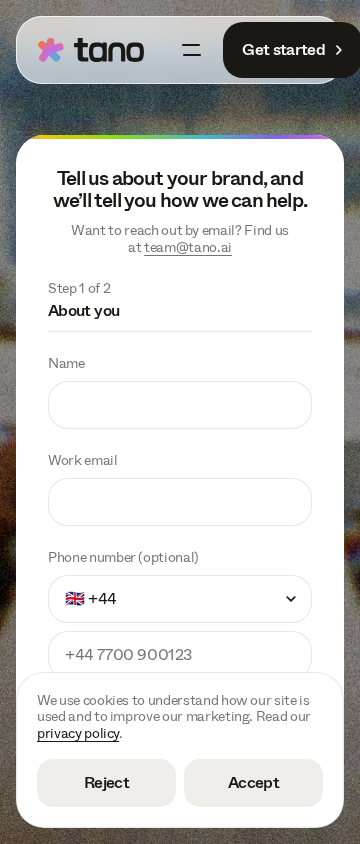 tano
Get started
Tell us about your brand, and
we'll tell you how we can help.
Want to reach out by email? Find us
at team@tano.ai
Step 1 of 2
About you
Name
Work email
Phone number (optional)
🇬🇧 +44
+44 7700 900123
We use cookies to understand how our site is
used and to improve our marketing. Read our
privacy policy.
Reject
Accept